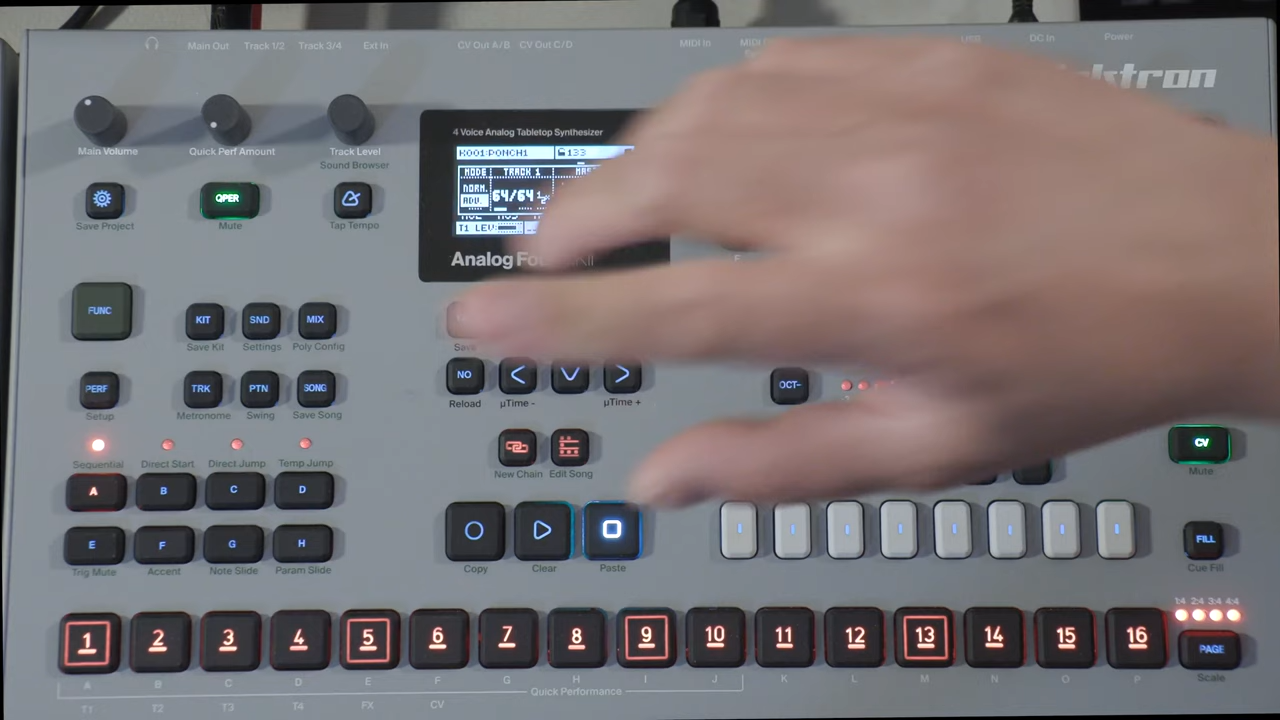 Main Out Track 1/2 Track 3/4 Ext In CV Out A/B CV Out C/D MIDI In MIDI DC In Power
ktron
4 Voice Analog Tabletop Synthesizer
Main Volume Quick Perf Amount Track Level
Sound Browser
K001:PONCH1 133
MODE TRACK 1
NORM.
ADV. 64/64
T1 LEV:
QPER
Save Project Mute Tap Tempo
Analog Fo
FUNC KIT SND MIX
Save Kit Settings Poly Config
NO < >
Reload µTime - µTime +
PERF TRK PTN SONG OCT-
Setup Metronome Swing Save Song
CV
Mute
Sequential Direct Start Direct Jump Temp Jump New Chain Edit Song
A B C D
E F G H
Trig Mute Accent Note Slide Param Slide
Copy Clear Paste
FILL
Cue Fill
1:4 2:4 3:4 4:4
1 2 3 4 5 6 7 8 9 10 11 12 13 14 15 16 PAGE
A B C D E F G H I J K L M N O P Scale
Quick Performance
T1 T2 T3 T4 FX CV